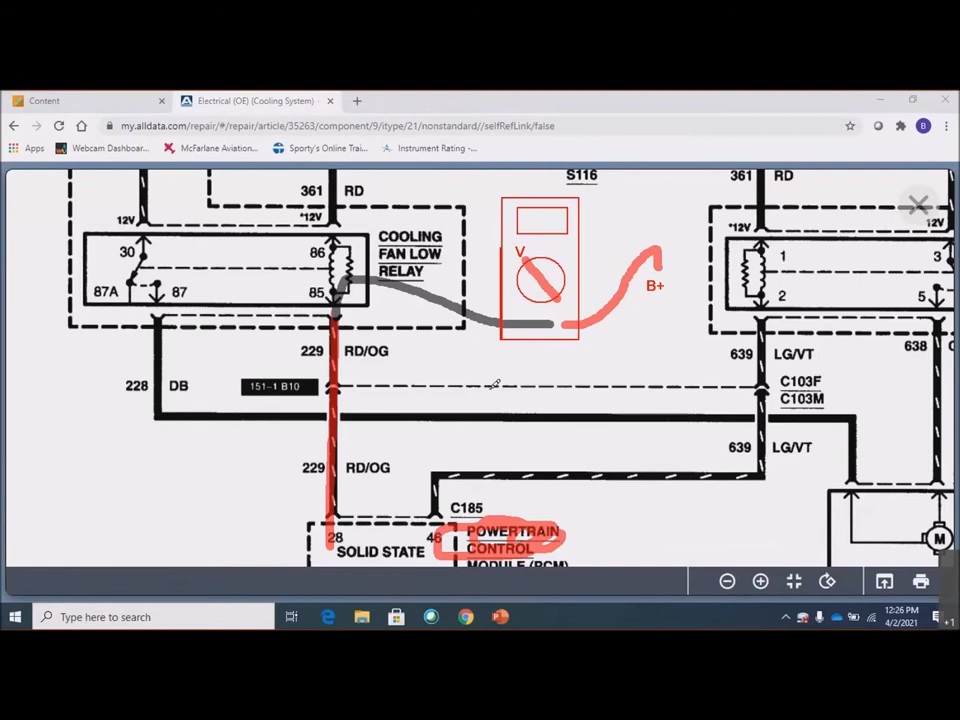 Content
Electrical (OE) (Cooling System) -
my.alldata.com/repair/#/repair/article/35263/component/9/itype/21/nonstandard//selfRefLink/false
B
Apps
Webcam Dashboar...
McFarlane Aviation...
Sporty's Online Trai...
Instrument Rating -...
S116
361 RD
361 RD
12V
*12V
*12V
12V
30
86
COOLING
FAN LOW
RELAY
87A
87
85
V
B+
1
3
2
5
229 RD/OG
639 LG/VT
638
228 DB
151-1 B10
C103F
C103M
229 RD/OG
639 LG/VT
C185
28
46
POWERTRAIN
SOLID STATE
CONTROL
MODULE (PCM)
M
Type here to search
12:26 PM
4/2/2021
+1